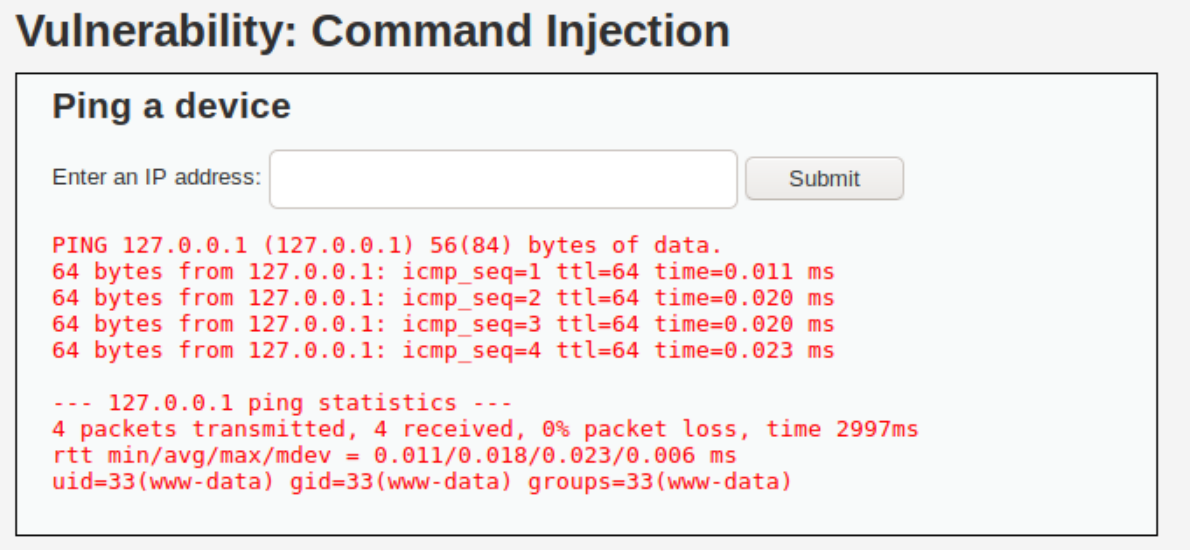 Vulnerability: Command Injection
Ping a device
Enter an IP address: Submit
PING 127.0.0.1 (127.0.0.1) 56(84) bytes of data.
64 bytes from 127.0.0.1: icmp_seq=1 ttl=64 time=0.011 ms
64 bytes from 127.0.0.1: icmp_seq=2 ttl=64 time=0.020 ms
64 bytes from 127.0.0.1: icmp_seq=3 ttl=64 time=0.020 ms
64 bytes from 127.0.0.1: icmp_seq=4 ttl=64 time=0.023 ms
--- 127.0.0.1 ping statistics ---
4 packets transmitted, 4 received, 0% packet loss, time 2997ms
rtt min/avg/max/mdev = 0.011/0.018/0.023/0.006 ms
uid=33(www-data) gid=33(www-data) groups=33(www-data)